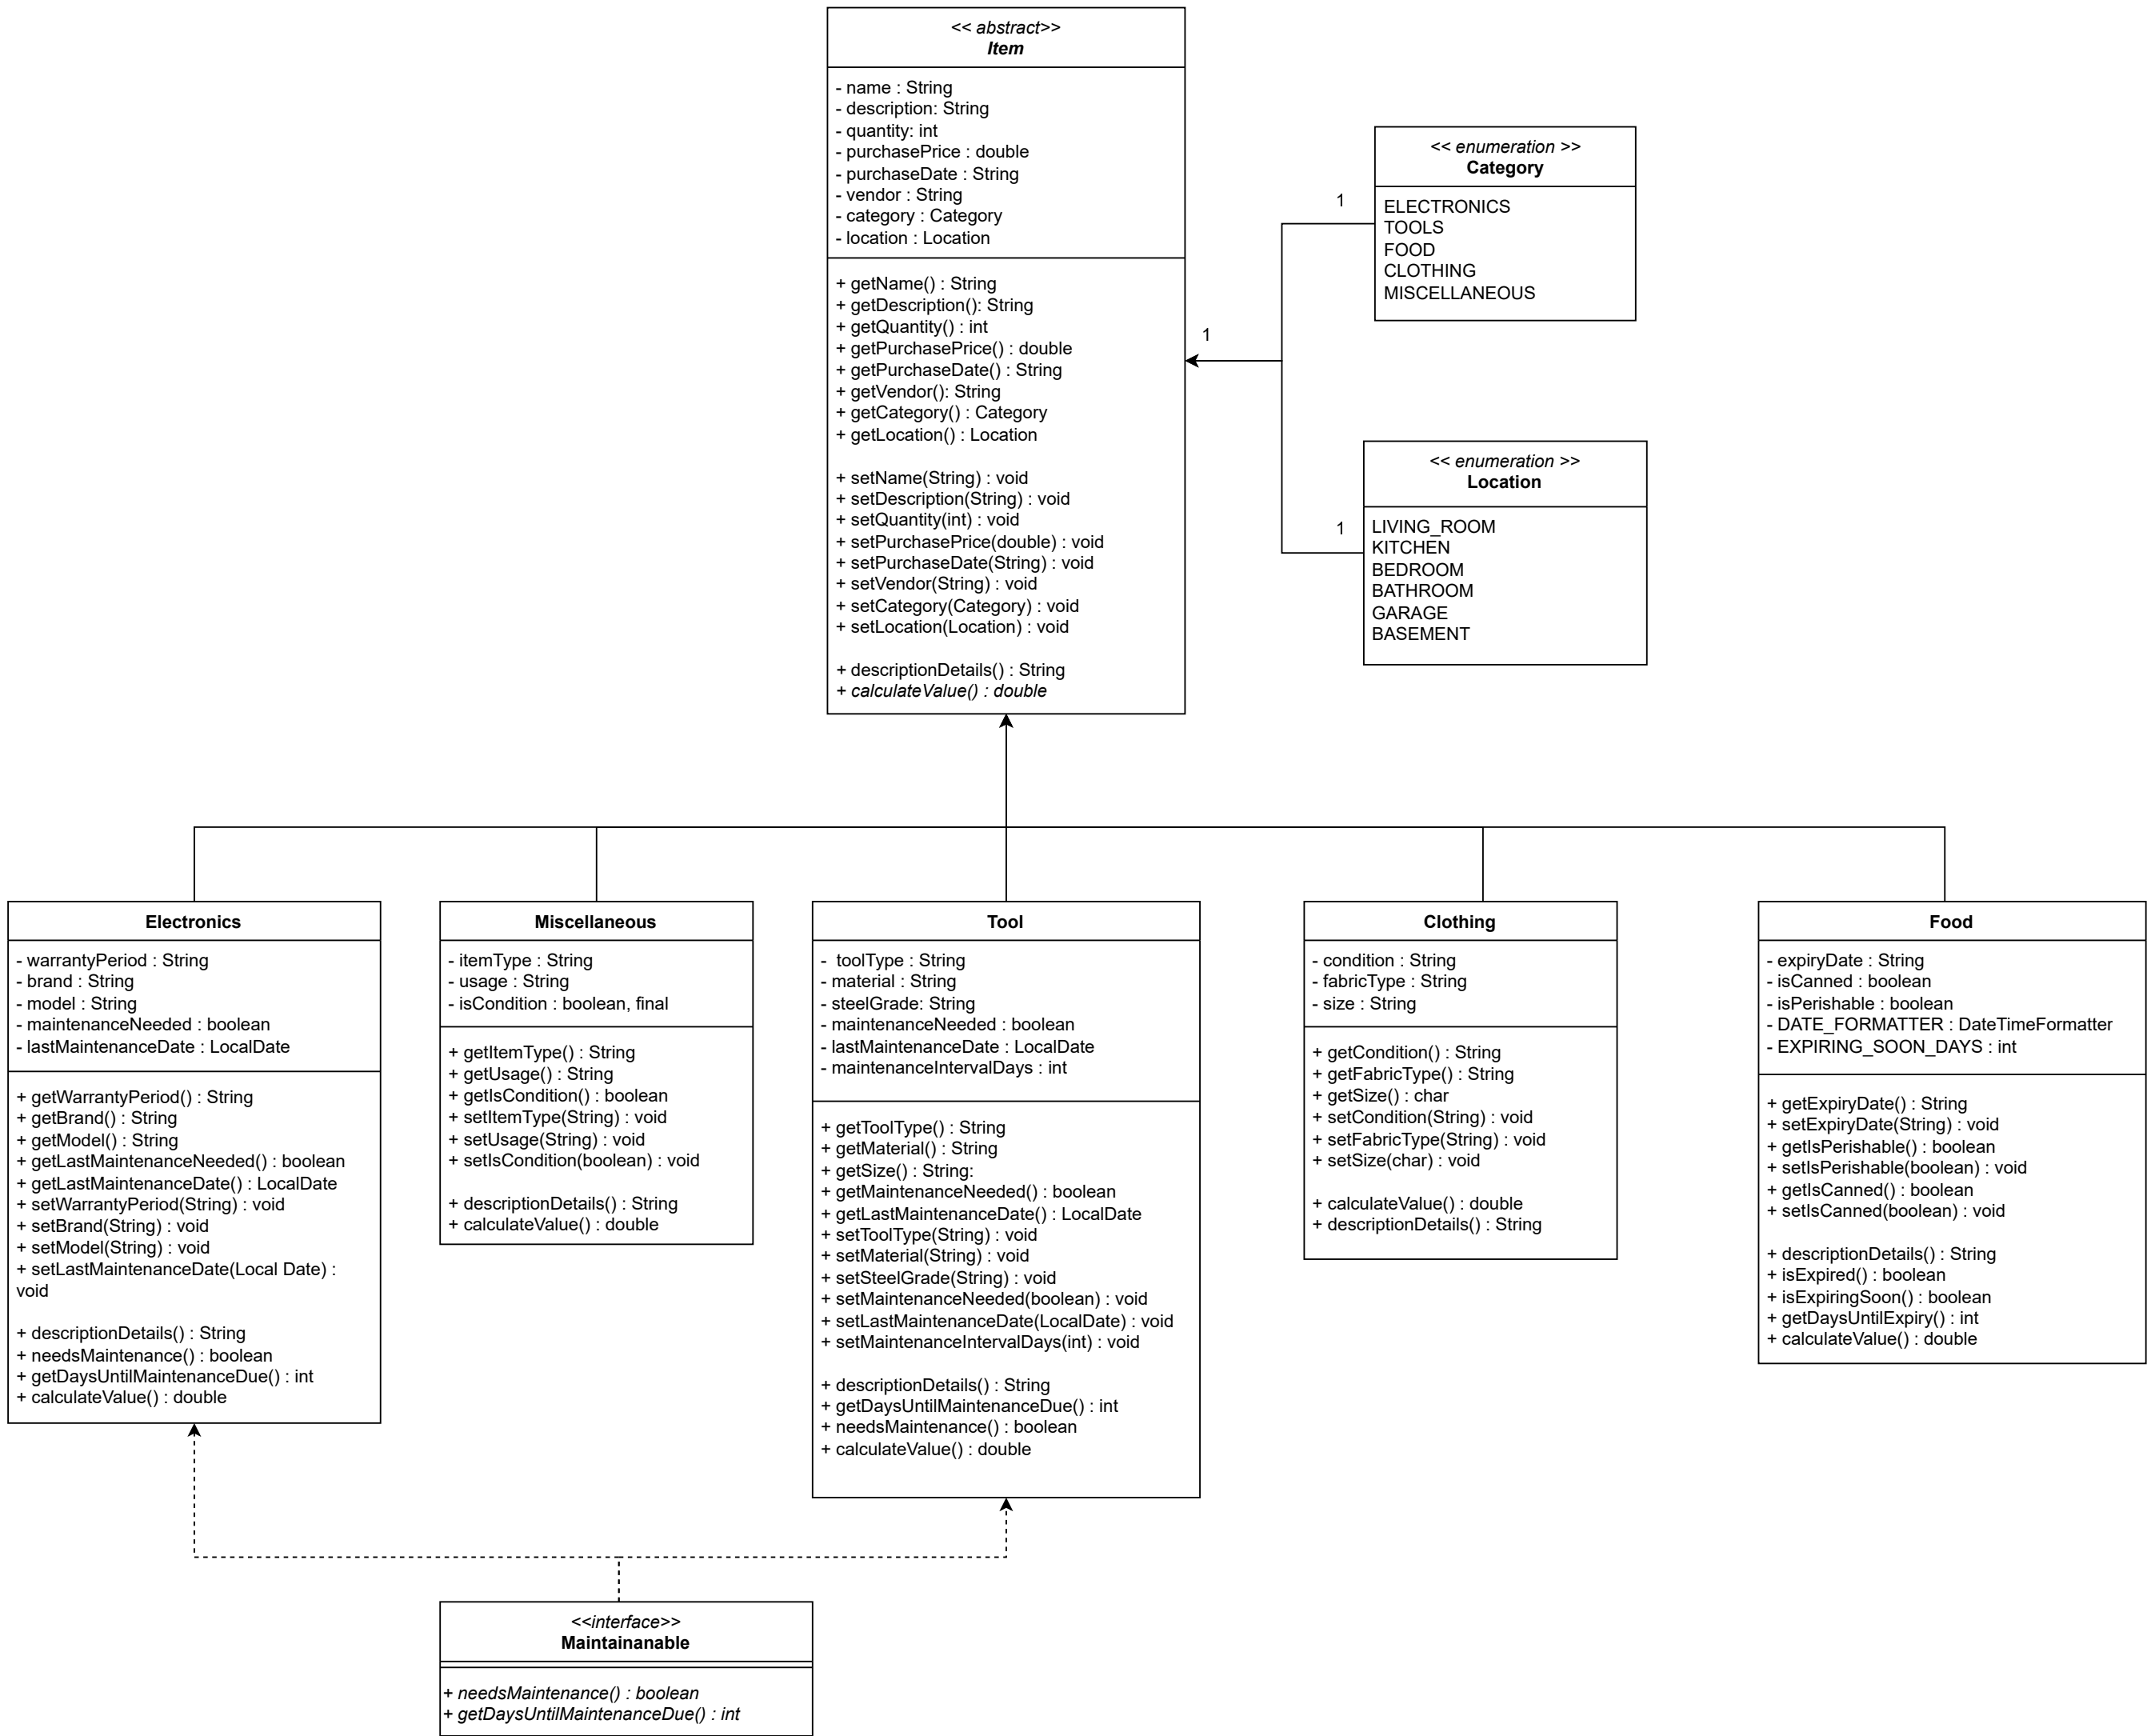 << abstract>>
Item
- name : String
- description: String
- quantity: int
- purchasePrice : double
- purchaseDate : String
- vendor : String
- category : Category
- location : Location
+ getName() : String
+ getDescription(): String
+ getQuantity() : int
+ getPurchasePrice() : double
+ getPurchaseDate() : String
+ getVendor(): String
+ getCategory() : Category
+ getLocation() : Location
+ setName(String) : void
+ setDescription(String) : void
+ setQuantity(int) : void
+ setPurchasePrice(double) : void
+ setPurchaseDate(String) : void
+ setVendor(String) : void
+ setCategory(Category) : void
+ setLocation(Location) : void
+ descriptionDetails() : String
+ calculateValue() : double
1
1
1
<< enumeration >>
Category
ELECTRONICS
TOOLS
FOOD
CLOTHING
MISCELLANEOUS
<< enumeration >>
Location
LIVING_ROOM
KITCHEN
BEDROOM
BATHROOM
GARAGE
BASEMENT
Electronics
- warrantyPeriod : String
- brand : String
- model : String
- maintenanceNeeded : boolean
- lastMaintenanceDate : LocalDate
+ getWarrantyPeriod() : String
+ getBrand() : String
+ getModel() : String
+ getLastMaintenanceNeeded() : boolean
+ getLastMaintenanceDate() : LocalDate
+ setWarrantyPeriod(String) : void
+ setBrand(String) : void
+ setModel(String) : void
+ setLastMaintenanceDate(Local Date) :
void
+ descriptionDetails() : String
+ needsMaintenance() : boolean
+ getDaysUntilMaintenanceDue() : int
+ calculateValue() : double
Miscellaneous
- itemType : String
- usage : String
- isCondition : boolean, final
+ getItemType() : String
+ getUsage() : String
+ getIsCondition() : boolean
+ setItemType(String) : void
+ setUsage(String) : void
+ setIsCondition(boolean) : void
+ descriptionDetails() : String
+ calculateValue() : double
Tool
- toolType : String
- material : String
- steelGrade: String
- maintenanceNeeded : boolean
- lastMaintenanceDate : LocalDate
- maintenanceIntervalDays : int
+ getToolType() : String
+ getMaterial() : String
+ getSize() : String:
+ getMaintenanceNeeded() : boolean
+ getLastMaintenanceDate() : LocalDate
+ setToolType(String) : void
+ setMaterial(String) : void
+ setSteelGrade(String) : void
+ setMaintenanceNeeded(boolean) : void
+ setLastMaintenanceDate(LocalDate) : void
+ setMaintenanceIntervalDays(int) : void
+ descriptionDetails() : String
+ getDaysUntilMaintenanceDue() : int
+ needsMaintenance() : boolean
+ calculateValue() : double
Clothing
- condition : String
- fabricType : String
- size : String
+ getCondition() : String
+ getFabricType() : String
+ getSize() : char
+ setCondition(String) : void
+ setFabricType(String) : void
+ setSize(char) : void
+ calculateValue() : double
+ descriptionDetails() : String
Food
- expiryDate : String
- isCanned : boolean
- isPerishable : boolean
- DATE_FORMATTER : DateTimeFormatter
- EXPIRING_SOON_DAYS : int
+ getExpiryDate() : String
+ setExpiryDate(String) : void
+ getIsPerishable() : boolean
+ setIsPerishable(boolean) : void
+ getIsCanned() : boolean
+ setIsCanned(boolean) : void
+ descriptionDetails() : String
+ isExpired() : boolean
+ isExpiringSoon() : boolean
+ getDaysUntilExpiry() : int
+ calculateValue() : double
<<interface>>
Maintainanable
+ needsMaintenance() : boolean
+ getDaysUntilMaintenanceDue() : int